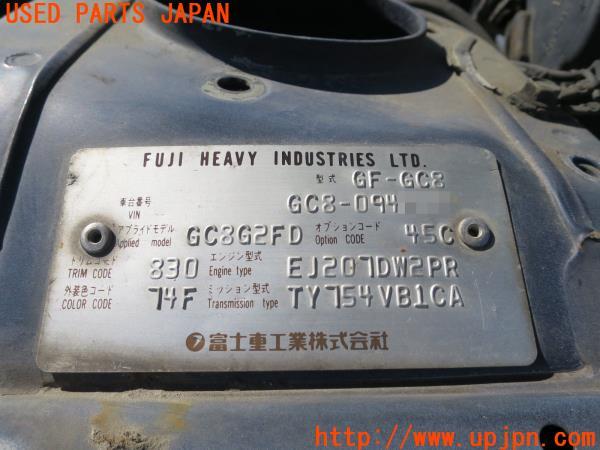 USED PARTS JAPAN
FUJI HEAVY INDUSTRIES LTD.
型式 GF-GC8
車台番号 VIN GC8-094
アプライドモデル Applied model GC8G2FD オプションコード Option CODE 45C
トリムコード TRIM CODE 830 エンジン型式 Engine type EJ207DW2PR
外装色コード COLOR CODE 74F ミッション型式 Transmission type TY754VB1CA
富士重工業株式会社
http://www.upjpn.com/